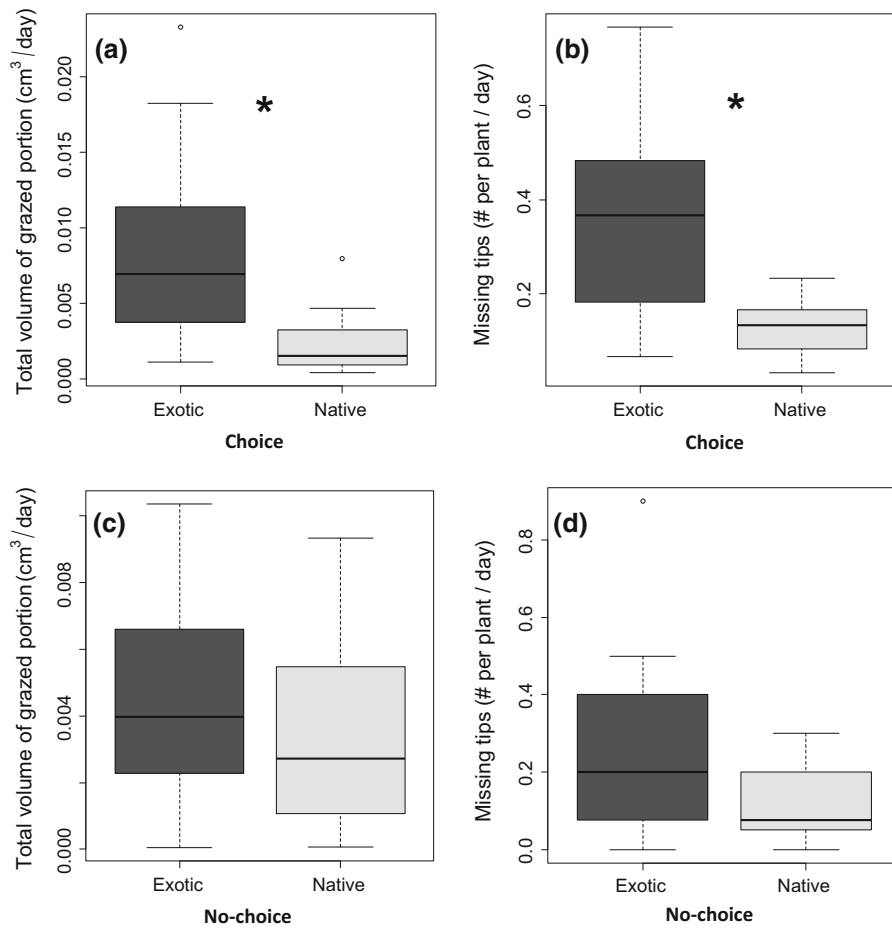 (a)
Total volume of grazed portion (cm³/day)
0.020
0.015
0.010
0.005
0.000
*
Exotic Native
Choice
(b)
Missing tips (# per plant / day)
0.6
0.4
0.2
*
Exotic Native
Choice
(c)
Total volume of grazed portion (cm³/day)
0.008
0.004
0.000
Exotic Native
No-choice
(d)
Missing tips (# per plant / day)
0.8
0.6
0.4
0.2
0.0
Exotic Native
No-choice